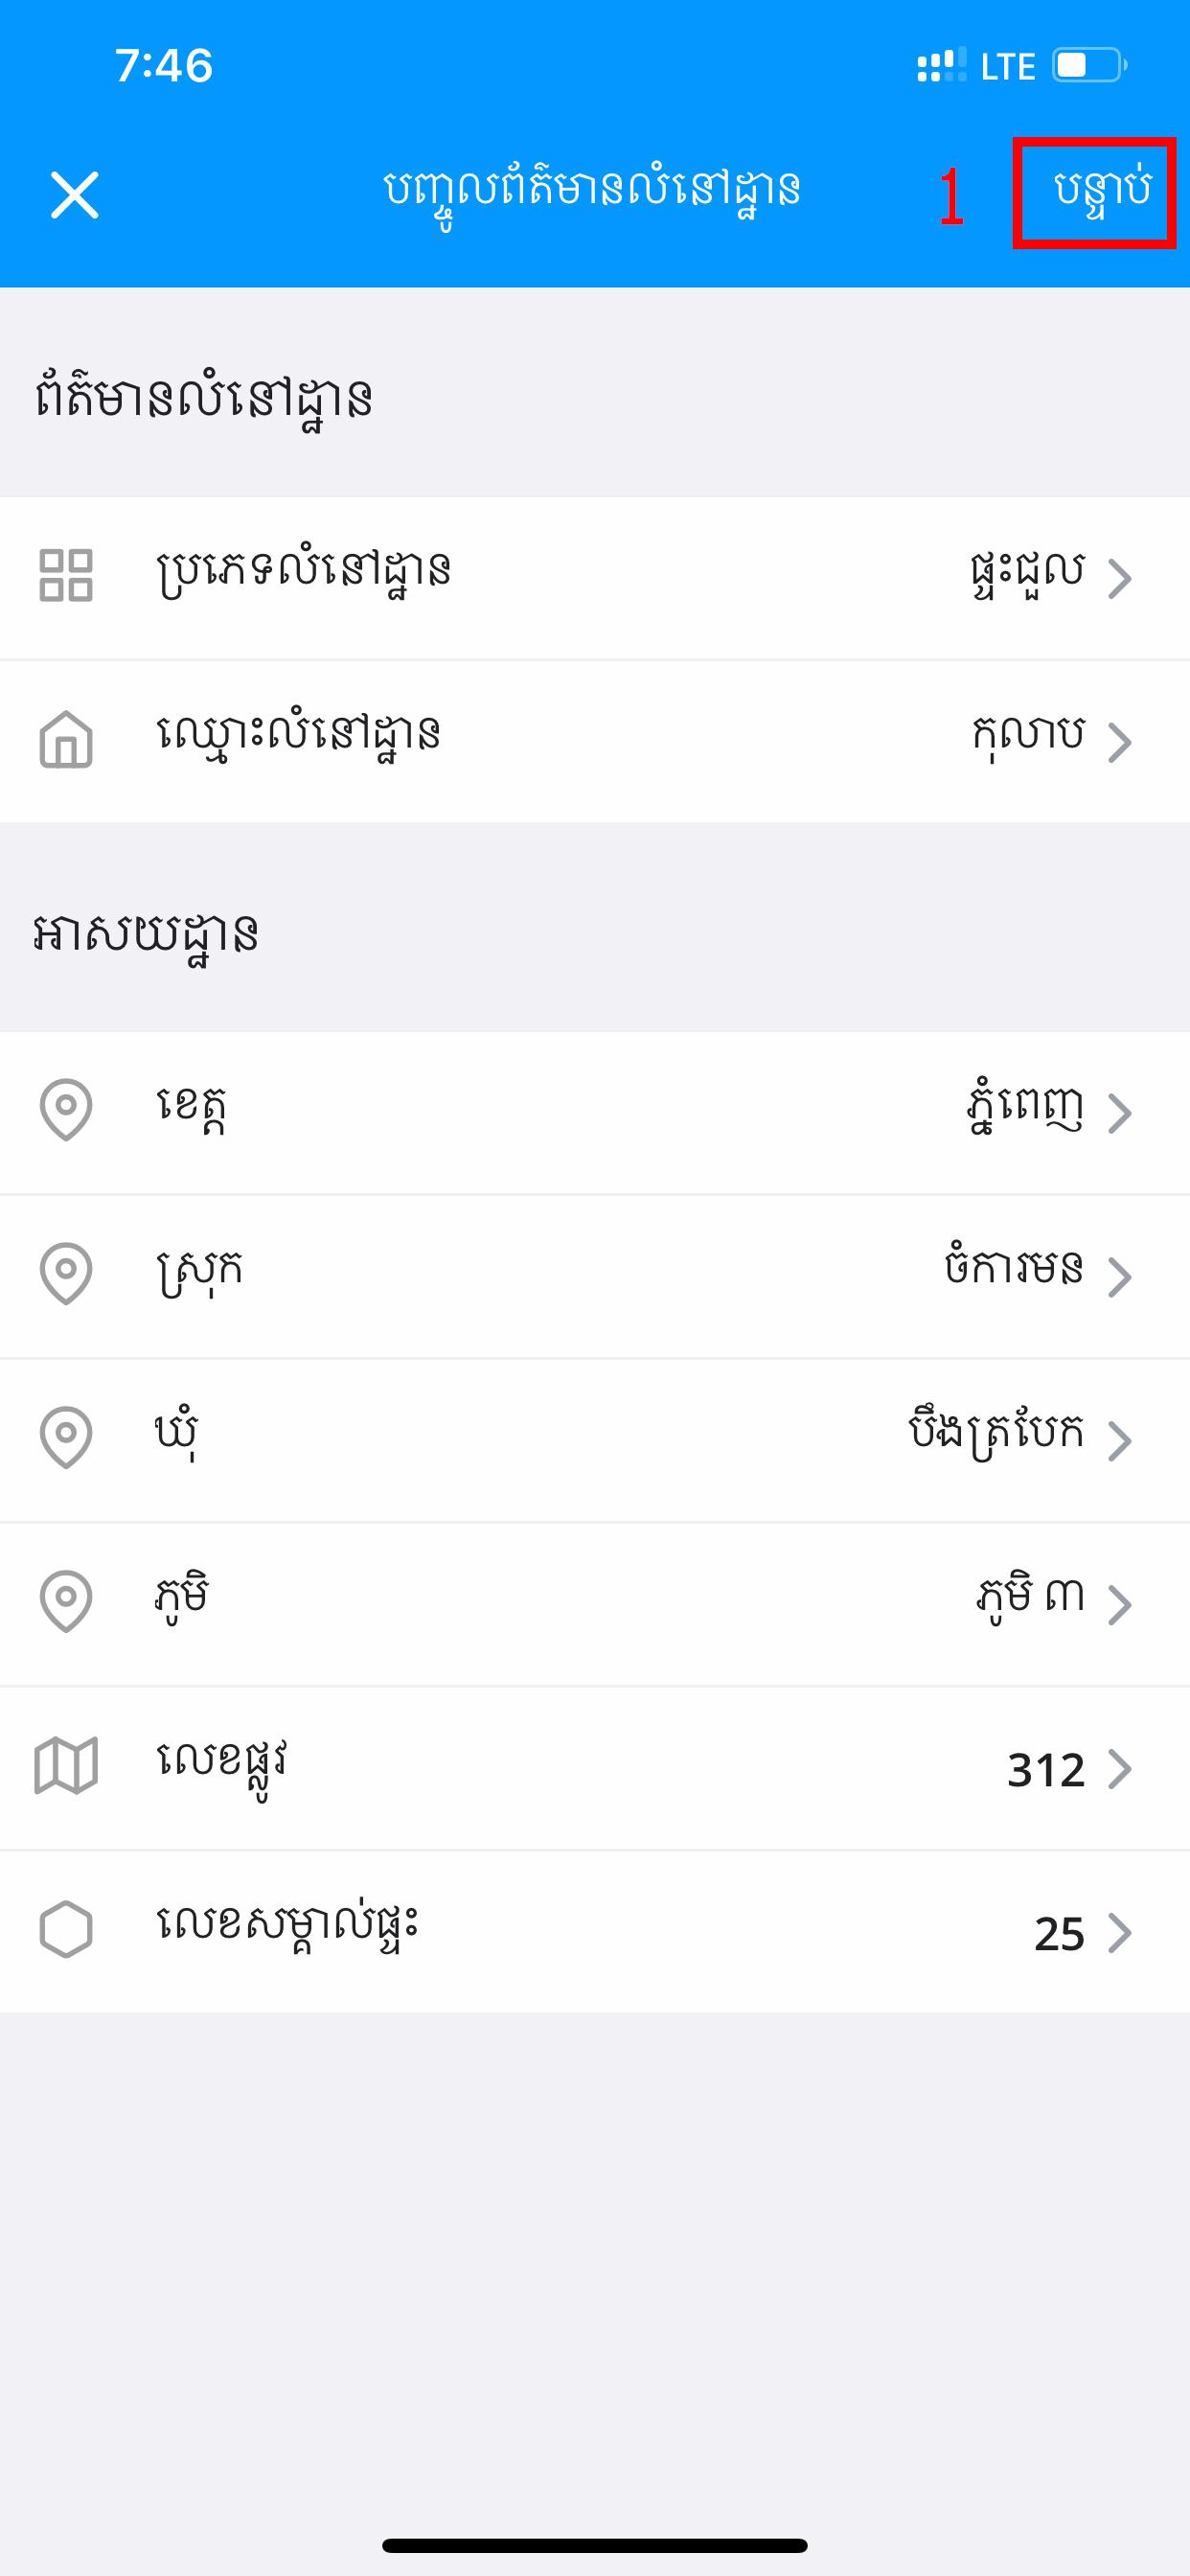 7:46 LTE
បញ្ចូលព័ត៌មានលំនៅដ្ឋាន 1 បន្ទាប់
ព័ត៌មានលំនៅដ្ឋាន
ប្រភេទលំនៅដ្ឋាន ផ្ទះជួល
ឈ្មោះលំនៅដ្ឋាន កុលាប
អាសយដ្ឋាន
ខេត្ត ភ្នំពេញ
ស្រុក ចំការមន
ឃុំ បឹងត្របែក
ភូមិ ភូមិ ៣
លេខផ្លូវ 312
លេខសម្គាល់ផ្ទះ 25